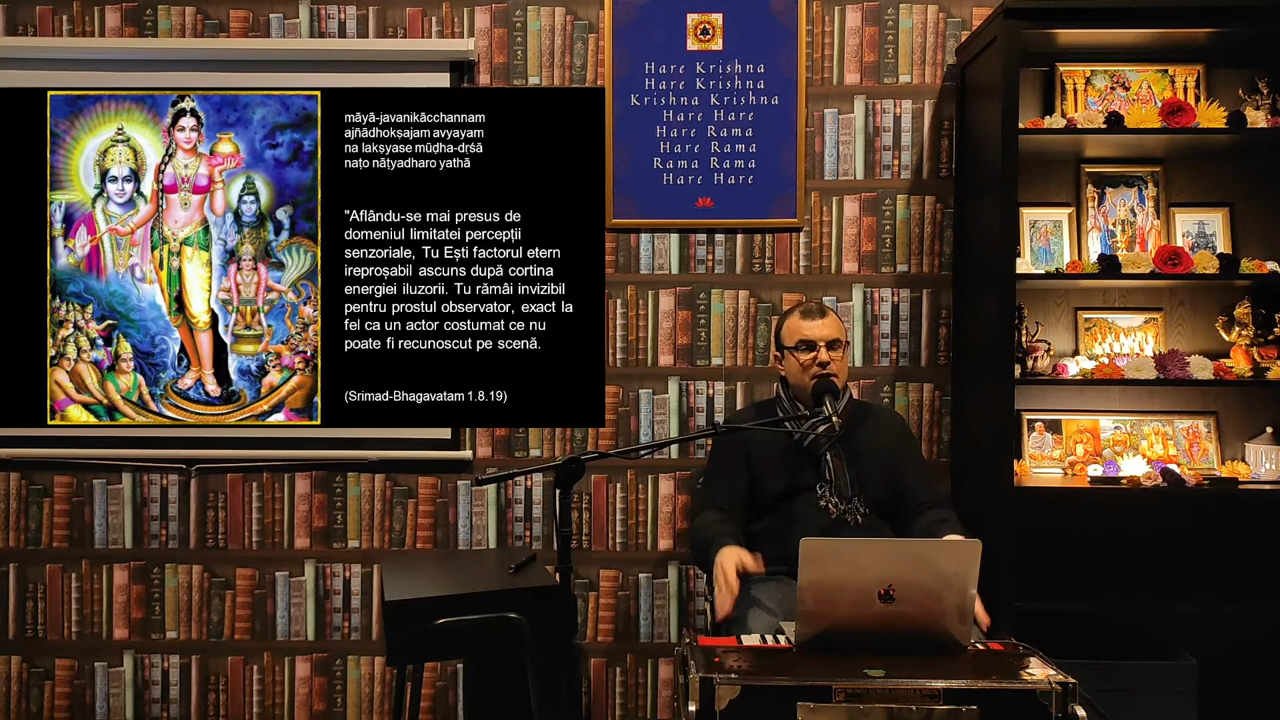 māyā-javanikācchannam
ajñādhokṣajam avyayam
na lakṣyase mūḍha-dṛśā
naṭo nāṭyadharo yathā
"Aflându-se mai presus de
domeniul limitatei percepții
senzoriale, Tu Ești factorul etern
ireproșabil ascuns după cortina
energiei iluzorii. Tu rămâi invizibil
pentru prostul observator, exact la
fel ca un actor costumat ce nu
poate fi recunoscut pe scenă.
(Srimad-Bhagavatam 1.8.19)
Hare Krishna
Hare Krishna
Krishna Krishna
Hare Hare
Hare Rama
Hare Rama
Rama Rama
Hare Hare